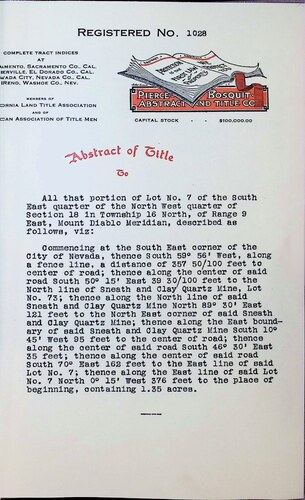 REGISTERED NO. 1028
COMPLETE TRACT INDICES
AT
AMENTO, SACRAMENTO CO., CAL.
ERVILLE, EL DORADO CO., CAL.
VADA CITY, NEVADA CO., CAL.
RENO, WASHOE CO., NEV.
MEMBERS OF
ORNIA LAND TITLE ASSOCIATION
AND OF
CAN ASSOCIATION OF TITLE MEN
PIERCE BOSQUIT
ABSTRACT AND TITLE CO
CAPITAL STOCK - - $100,000.00
Abstract of Title
To
All that portion of Lot No. 7 of the South
East quarter of the North West quarter of
Section 18 in Township 16 North, of Range 9
East, Mount Diablo Meridian, described as
follows, viz:
Commencing at the South East corner of the
City of Nevada, thence South 59° 56' West, along
a fence line, a distance of 357 50/100 feet to
center of road; thence along the center of said
road South 50° 15' East 39 30/100 feet to the
North line of Sneath and Clay Quartz Mine, Lot
No. 73; thence along the North line of said
Sneath and Clay Quartz Mine North 89° 30' East
121 feet to the North East corner of said Sneath
and Clay Quartz Mine; thence along the East bound-
ary of said Sneath and Clay Quartz Mine South 10°
45' West 95 feet to the center of road; thence
along the center of said road South 46° 30' East
35 feet; thence along the center of said road
South 70° East 162 feet to the East line of said
Lot No. 7; thence along the East line of said Lot
No. 7 North 0° 15' West 376 feet to the place of
beginning, containing 1.35 acres.